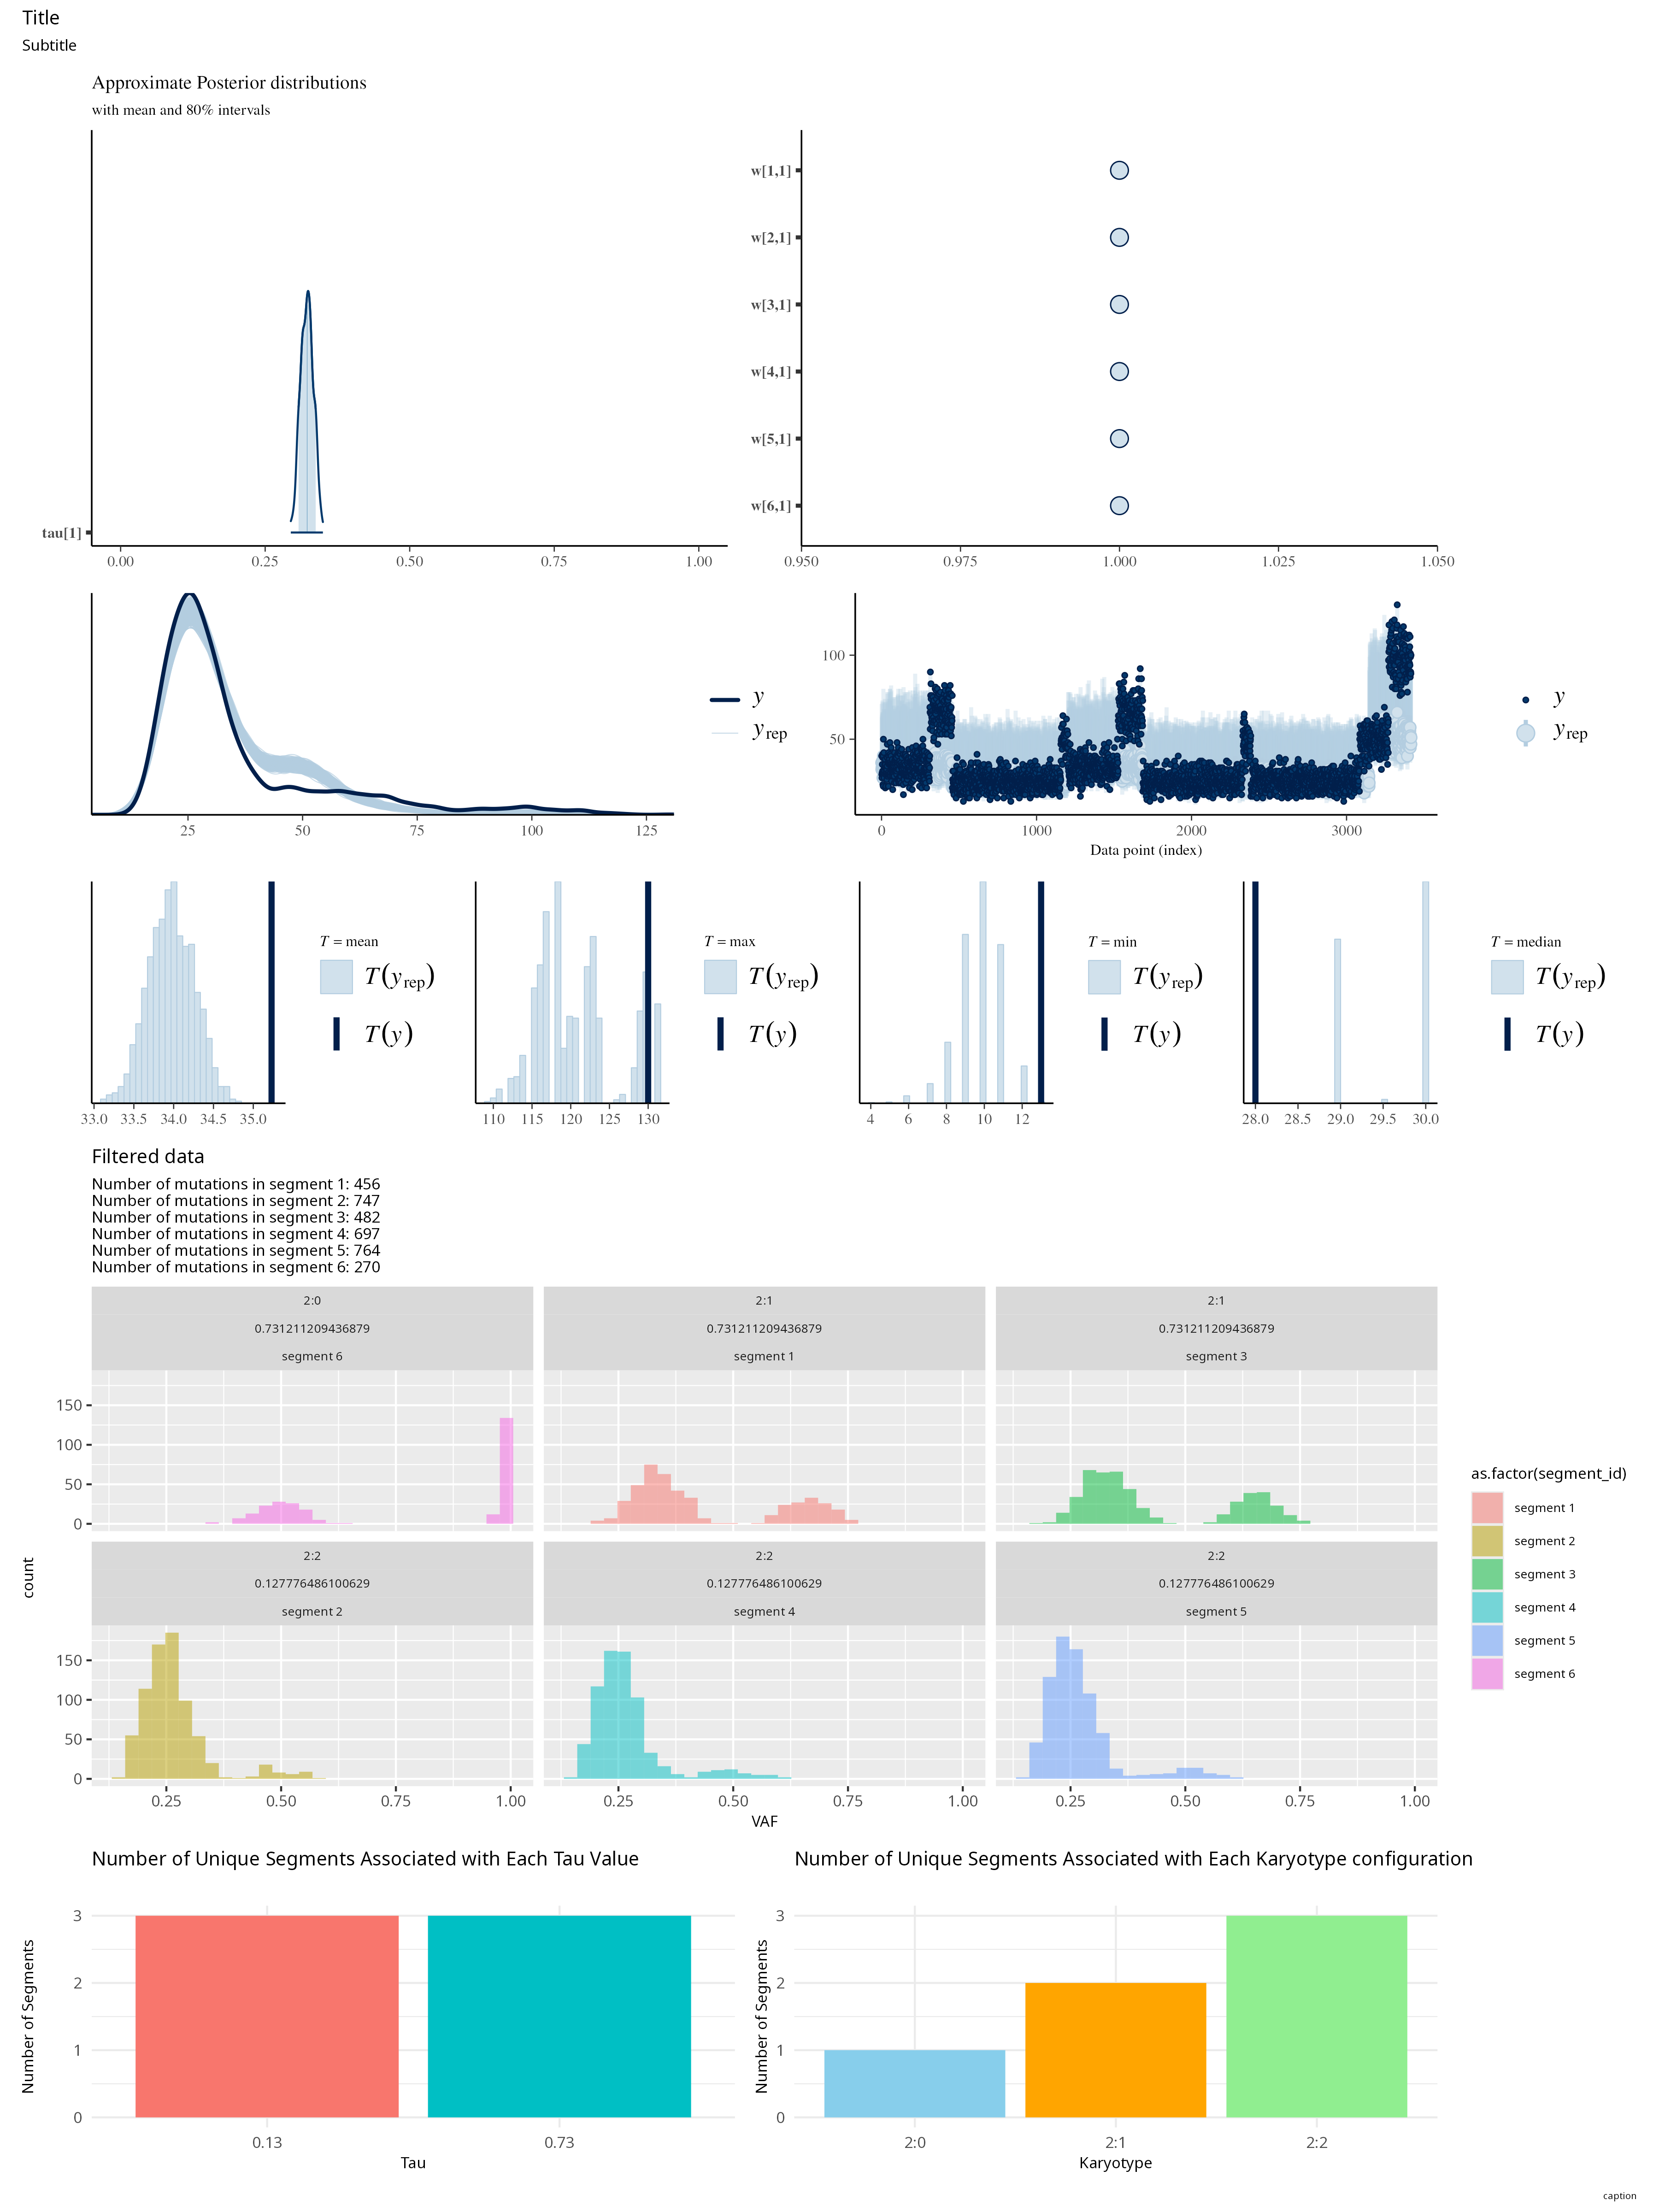 Title
Subtitle
Approximate Posterior distributions
with mean and 80% intervals
tau[1]
0.00 0.25 0.50 0.75 1.00
w[1,1]
w[2,1]
w[3,1]
w[4,1]
w[5,1]
w[6,1]
0.950 0.975 1.000 1.025 1.050
y
y rep
25 50 75 100 125
100
50
0 1000 2000 3000
Data point (index)
y
y rep
T = mean
T(y rep)
T(y)
33.0 33.5 34.0 34.5 35.0
T = max
T(y rep)
T(y)
110 115 120 125 130
T = min
T(y rep)
T(y)
4 6 8 10 12
T = median
T(y rep)
T(y)
28.0 28.5 29.0 29.5 30.0
Filtered data
Number of mutations in segment 1: 456
Number of mutations in segment 2: 747
Number of mutations in segment 3: 482
Number of mutations in segment 4: 697
Number of mutations in segment 5: 764
Number of mutations in segment 6: 270
2:0 2:1 2:1
0.731211209436879 0.731211209436879 0.731211209436879
segment 6 segment 1 segment 3
150
100
50
0
2:2 2:2 2:2
0.127776486100629 0.127776486100629 0.127776486100629
segment 2 segment 4 segment 5
150
100
50
0
count
0.25 0.50 0.75 1.00 0.25 0.50 0.75 1.00 0.25 0.50 0.75 1.00
VAF
as.factor(segment_id)
segment 1
segment 2
segment 3
segment 4
segment 5
segment 6
Number of Unique Segments Associated with Each Tau Value
Number of Segments
3
2
1
0
0.13 0.73
Tau
Number of Unique Segments Associated with Each Karyotype configuration
Number of Segments
3
2
1
0
2:0 2:1 2:2
Karyotype
caption